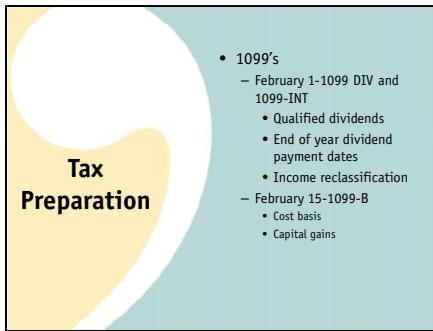 Tax
Preparation
• 1099's
– February 1-1099 DIV and
1099-INT
• Qualified dividends
• End of year dividend
payment dates
• Income reclassification
– February 15-1099-B
• Cost basis
• Capital gains